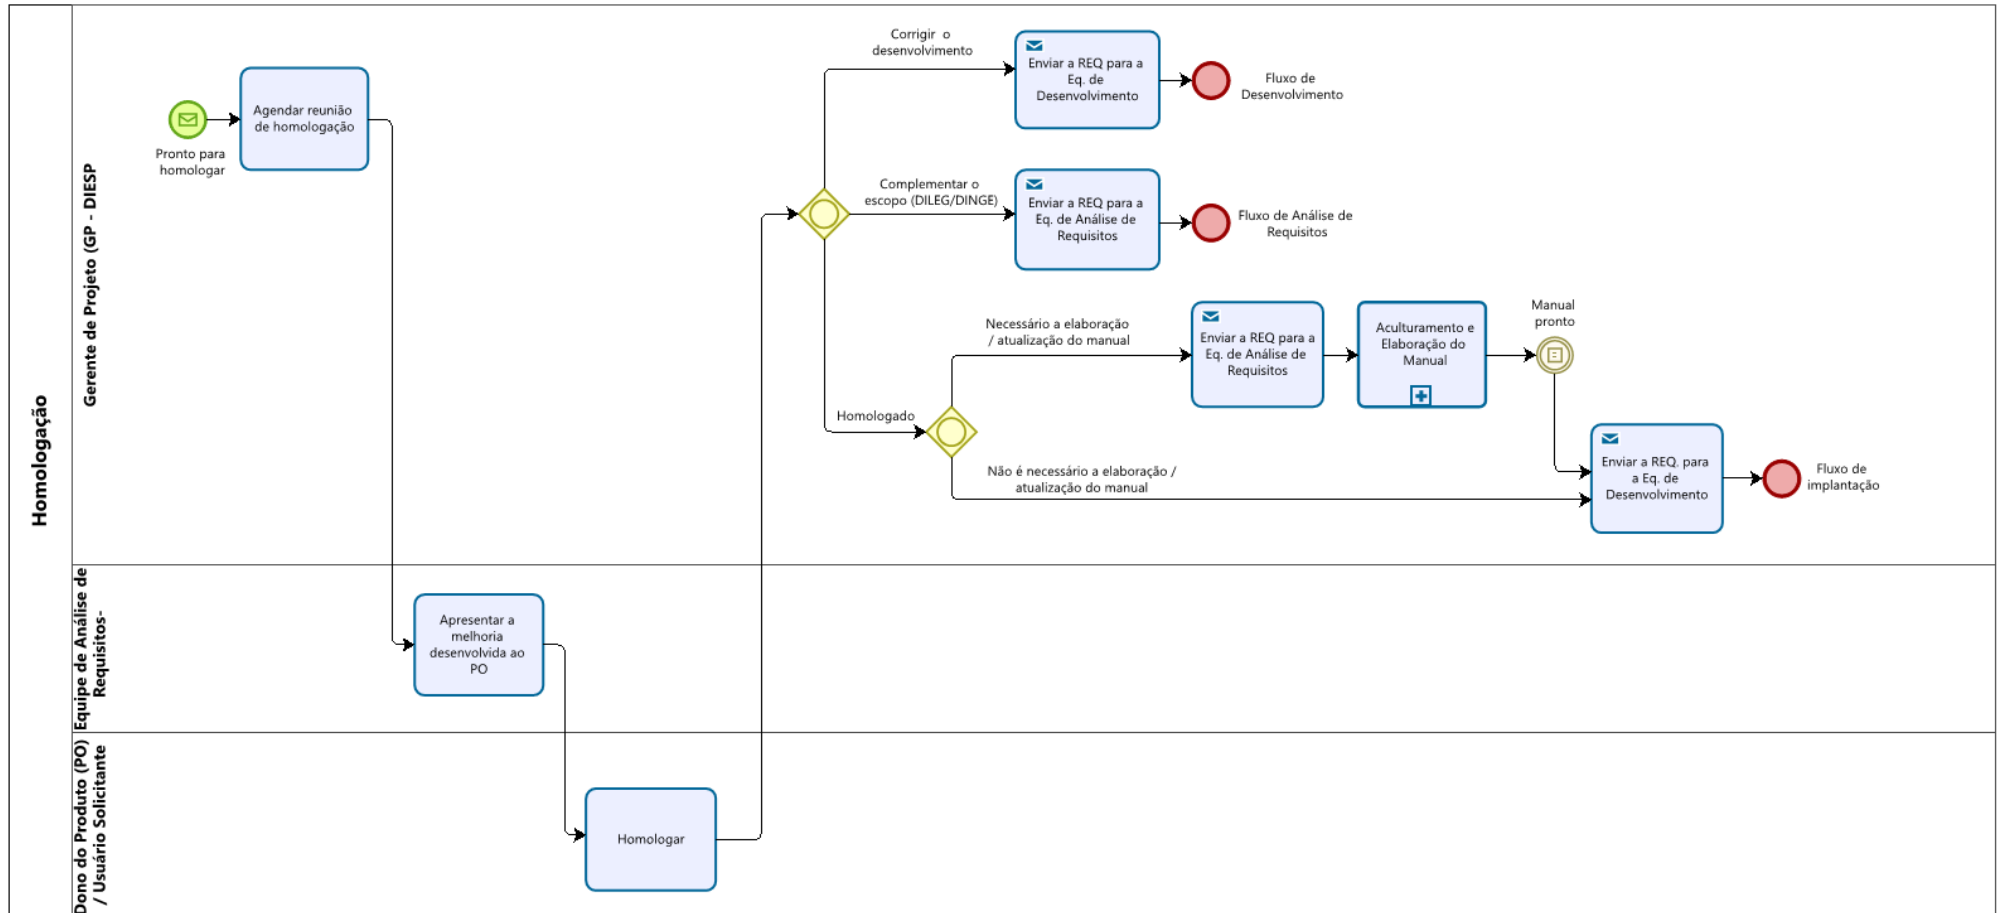 Homologação
Gerente de Projeto (GP - DIESP
Pronto para
homologar
Agendar reunião
de homologação
Corrigir o
desenvolvimento
Enviar a REQ para a
Eq. de
Desenvolvimento
Fluxo de
Desenvolvimento
Complementar o
escopo (DILEG/DINGE)
Enviar a REQ para a
Eq. de Análise de
Requisitos
Fluxo de Análise de
Requisitos
Homologado
Necessário a elaboração
/ atualização do manual
Enviar a REQ para a
Eq. de Análise de
Requisitos
Aculturamento e
Elaboração do
Manual
Manual
pronto
Não é necessário a elaboração /
atualização do manual
Enviar a REQ. para
a Eq. de
Desenvolvimento
Fluxo de
implantação
Equipe de Análise de
Requisitos-
Apresentar a
melhoria
desenvolvida ao
PO
Dono do Produto (PO)
/ Usuário Solicitante
Homologar